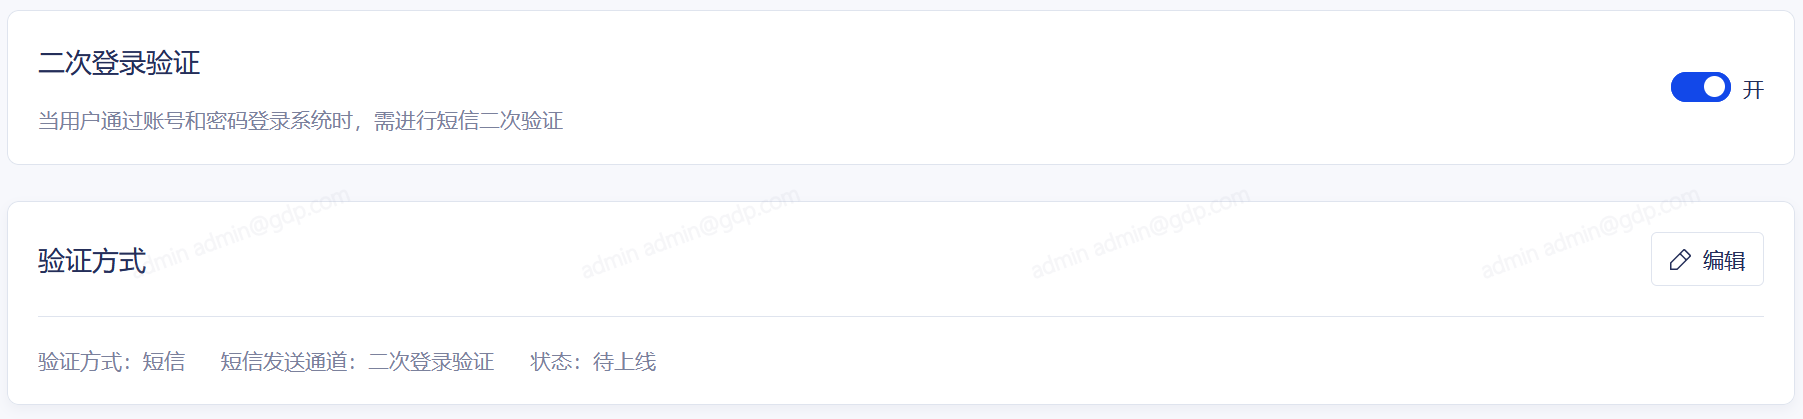 二次登录验证
开
当用户通过账号和密码登录系统时，需进行短信二次验证
admin admin@gdp.com admin admin@gdp.com admin admin@gdp.com admin admin@gdp.com
验证方式
编辑
验证方式：短信 短信发送通道：二次登录验证 状态：待上线